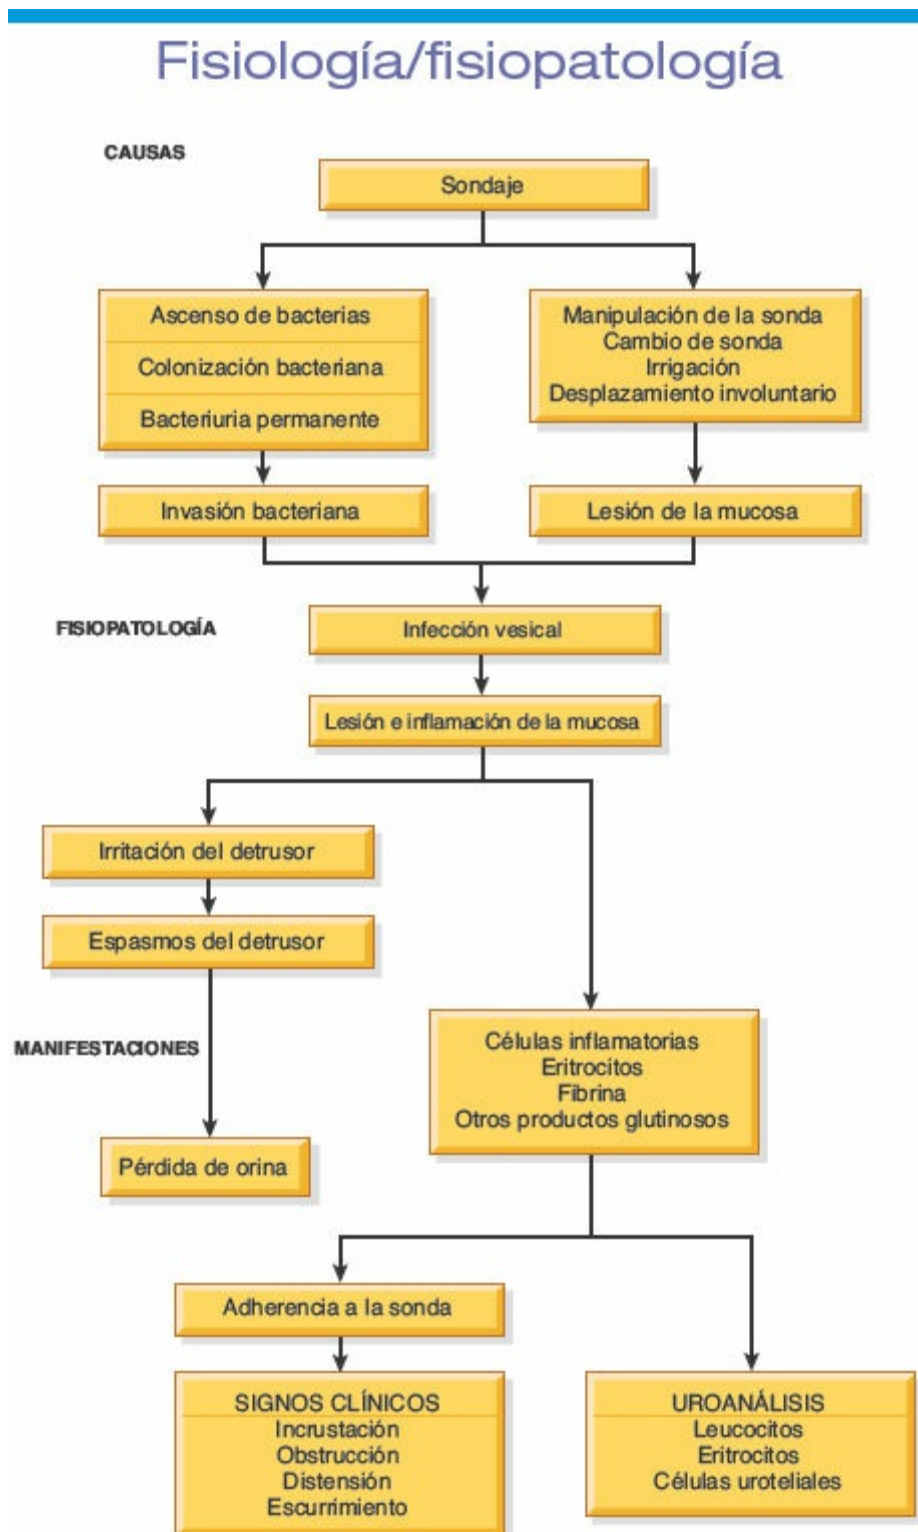 Fisiología/fisiopatología
CAUSAS
Sondaje
Ascenso de bacterias
Colonización bacteriana
Bacteriuria permanente
Manipulación de la sonda
Cambio de sonda
Irrigación
Desplazamiento involuntario
Invasión bacteriana
Lesión de la mucosa
FISIOPATOLOGÍA
Infección vesical
Lesión e inflamación de la mucosa
Irritación del detrusor
Espasmos del detrusor
MANIFESTACIONES
Células inflamatorias
Eritrocitos
Fibrina
Otros productos glutinosos
Pérdida de orina
Adherencia a la sonda
SIGNOS CLÍNICOS
Incrustación
Obstrucción
Distensión
Escurrimiento
UROANÁLISIS
Leucocitos
Eritrocitos
Células uroteliales